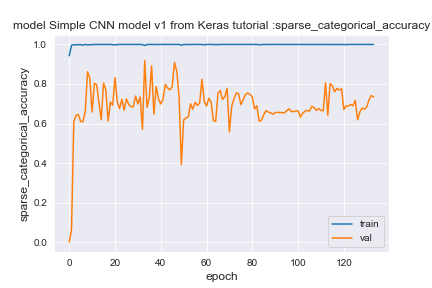 model Simple CNN model v1 from Keras tutorial :sparse_categorical_accuracy
sparse_categorical_accuracy
1.0
0.8
0.6
0.4
0.2
0.0
0
20
40
60
80
100
120
epoch
train
val